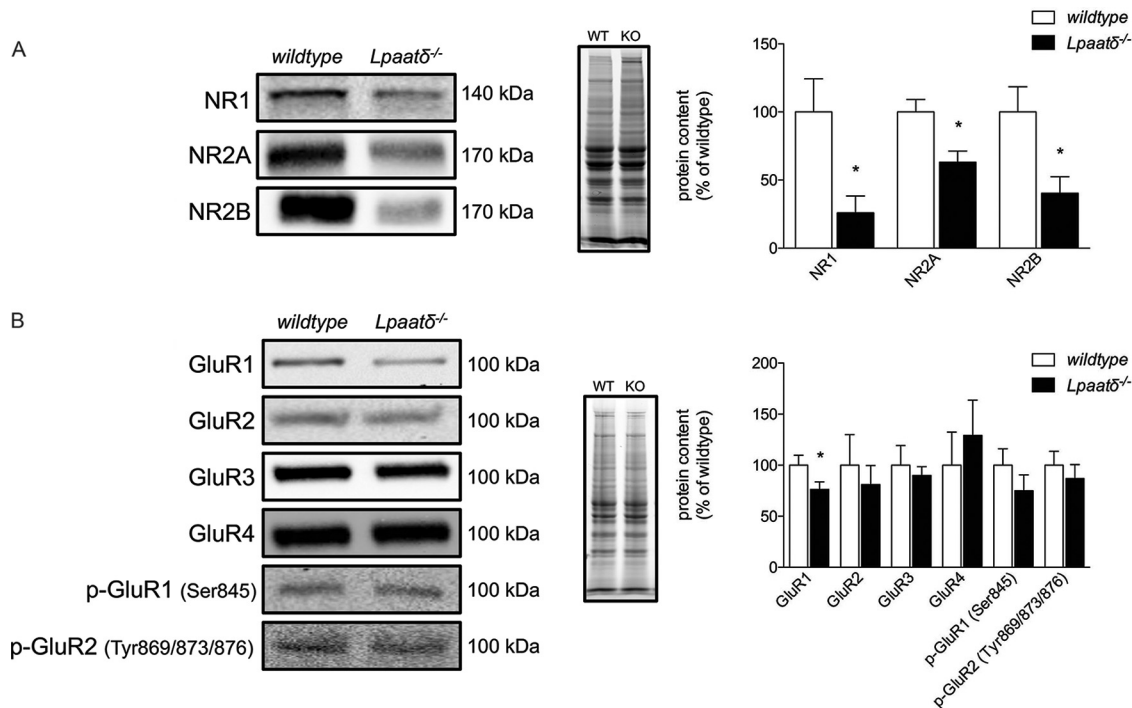 A
wildtype Lpaatδ-/-
NR1 140 kDa
NR2A 170 kDa
NR2B 170 kDa
WT KO
protein content
(% of wildtype)
150
100
50
0
NR1 NR2A NR2B
* * *
wildtype
Lpaatδ-/-
B
wildtype Lpaatδ-/-
GluR1 100 kDa
GluR2 100 kDa
GluR3 100 kDa
GluR4 100 kDa
p-GluR1 (Ser845) 100 kDa
p-GluR2 (Tyr869/873/876) 100 kDa
WT KO
protein content
(% of wildtype)
200
150
100
50
0
*
GluR1 GluR2 GluR3 GluR4 p-GluR1 (Ser845) p-GluR2 (Tyr869/873/876)
wildtype
Lpaatδ-/-